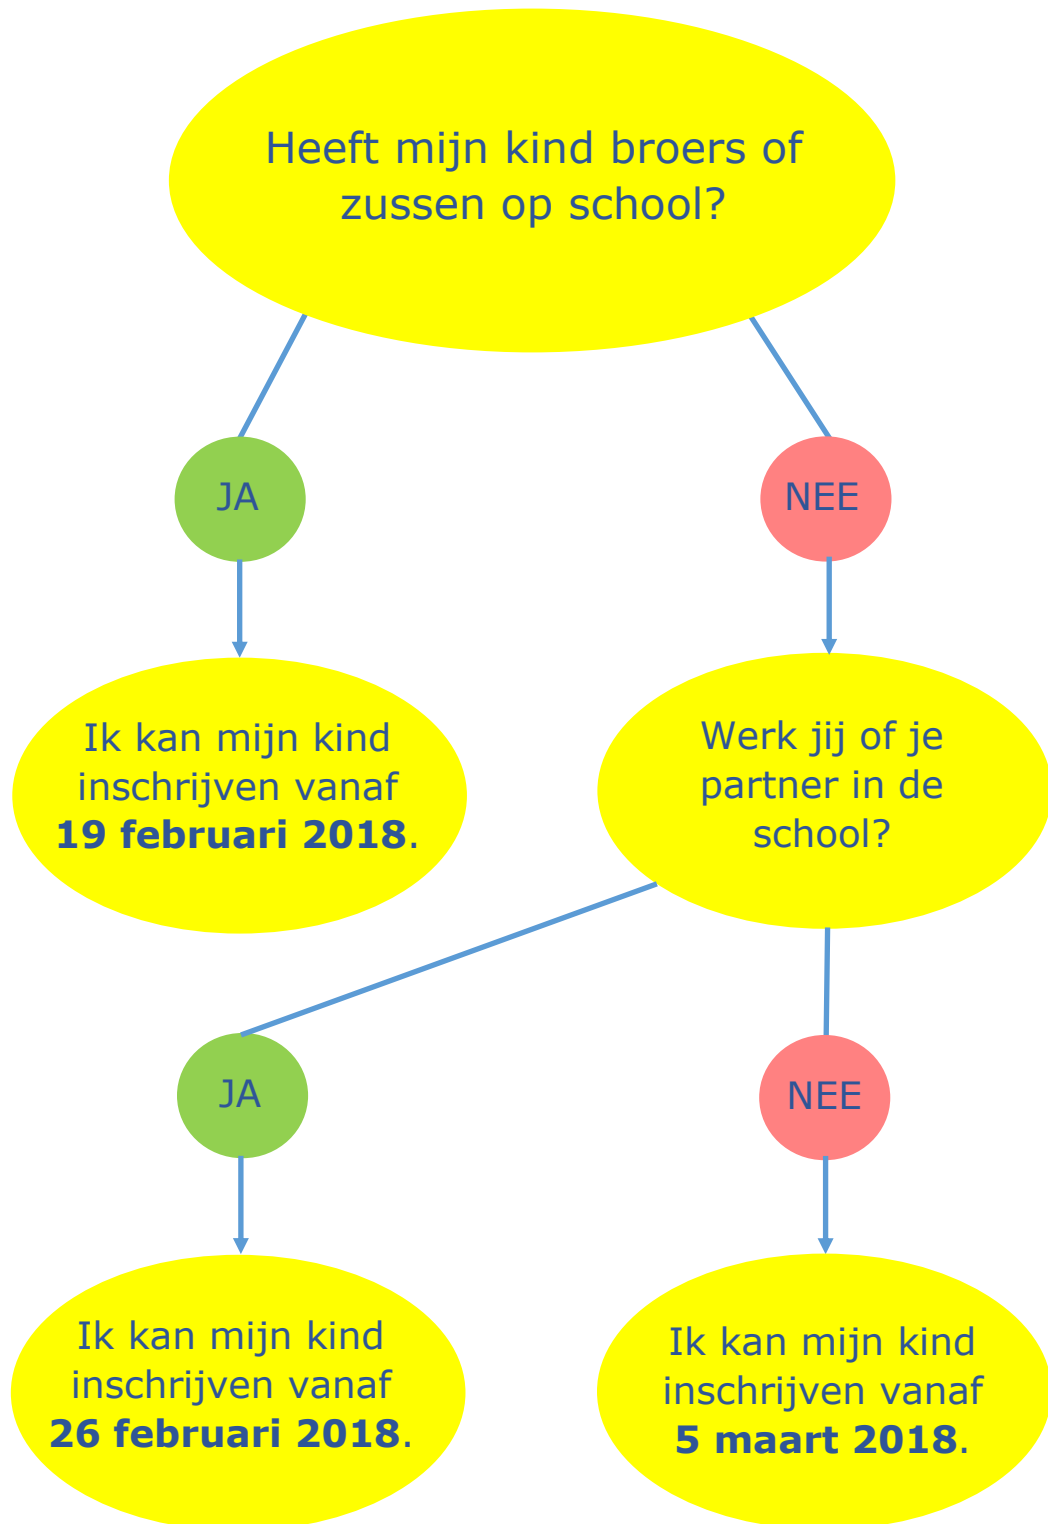 Heeft mijn kind broers of
zussen op school?
JA
NEE
Ik kan mijn kind
inschrijven vanaf
19 februari 2018.
Werk jij of je
partner in de
school?
JA
NEE
Ik kan mijn kind
inschrijven vanaf
26 februari 2018.
Ik kan mijn kind
inschrijven vanaf
5 maart 2018.